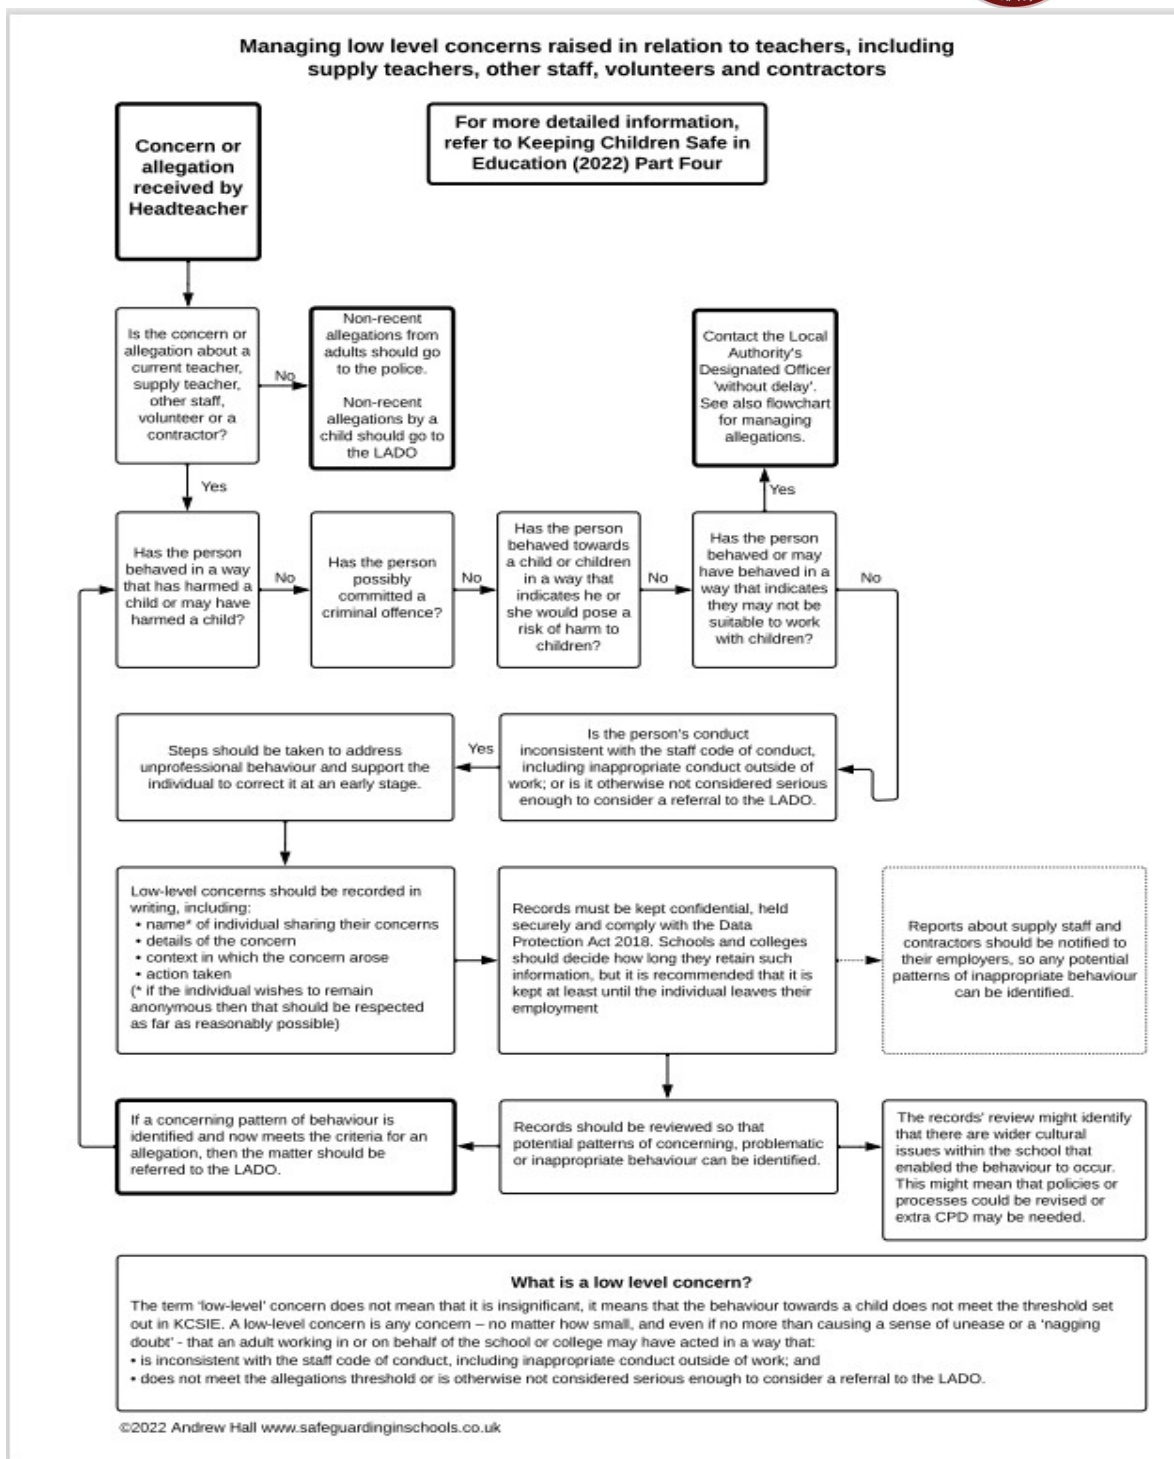 Managing low level concerns raised in relation to teachers, including
supply teachers, other staff, volunteers and contractors
Concern or
allegation
received by
Headteacher
For more detailed information,
refer to Keeping Children Safe in
Education (2022) Part Four
Is the concern or
allegation about a
current teacher,
supply teacher,
other staff,
volunteer or a
contractor?
No
Non-recent
allegations from
adults should go
to the police.
Non-recent
allegations by a
child should go to
the LADO
Contact the Local
Authority's
Designated Officer
'without delay'.
See also flowchart
for managing
allegations.
Yes
Yes
Has the person
behaved in a way
that has harmed a
child or may have
harmed a child?
No
Has the person
possibly
committed a
criminal offence?
No
Has the person
behaved towards
a child or children
in a way that
indicates he or
she would pose a
risk of harm to
children?
No
Has the person
behaved or may
have behaved in a
way that indicates
they may not be
suitable to work
with children?
No
Steps should be taken to address
unprofessional behaviour and support the
individual to correct it at an early stage.
Yes
Is the person's conduct
inconsistent with the staff code of conduct,
including inappropriate conduct outside of
work; or is it otherwise not considered serious
enough to consider a referral to the LADO.
Low-level concerns should be recorded in
writing, including:
• name* of individual sharing their concerns
• details of the concern
• context in which the concern arose
• action taken
(* if the individual wishes to remain
anonymous then that should be respected
as far as reasonably possible)
Records must be kept confidential, held
securely and comply with the Data
Protection Act 2018. Schools and colleges
should decide how long they retain such
information, but it is recommended that it is
kept at least until the individual leaves their
employment
Reports about supply staff and
contractors should be notified to
their employers, so any potential
patterns of inappropriate behaviour
can be identified.
If a concerning pattern of behaviour is
identified and now meets the criteria for an
allegation, then the matter should be
referred to the LADO.
Records should be reviewed so that
potential patterns of concerning, problematic
or inappropriate behaviour can be identified.
The records' review might identify
that there are wider cultural
issues within the school that
enabled the behaviour to occur.
This might mean that policies or
processes could be revised or
extra CPD may be needed.
What is a low level concern?
The term 'low-level' concern does not mean that it is insignificant, it means that the behaviour towards a child does not meet the threshold set
out in KCSIE. A low-level concern is any concern – no matter how small, and even if no more than causing a sense of unease or a 'nagging
doubt' - that an adult working in or on behalf of the school or college may have acted in a way that:
• is inconsistent with the staff code of conduct, including inappropriate conduct outside of work; and
• does not meet the allegations threshold or is otherwise not considered serious enough to consider a referral to the LADO.
©2022 Andrew Hall www.safeguardinginschools.co.uk